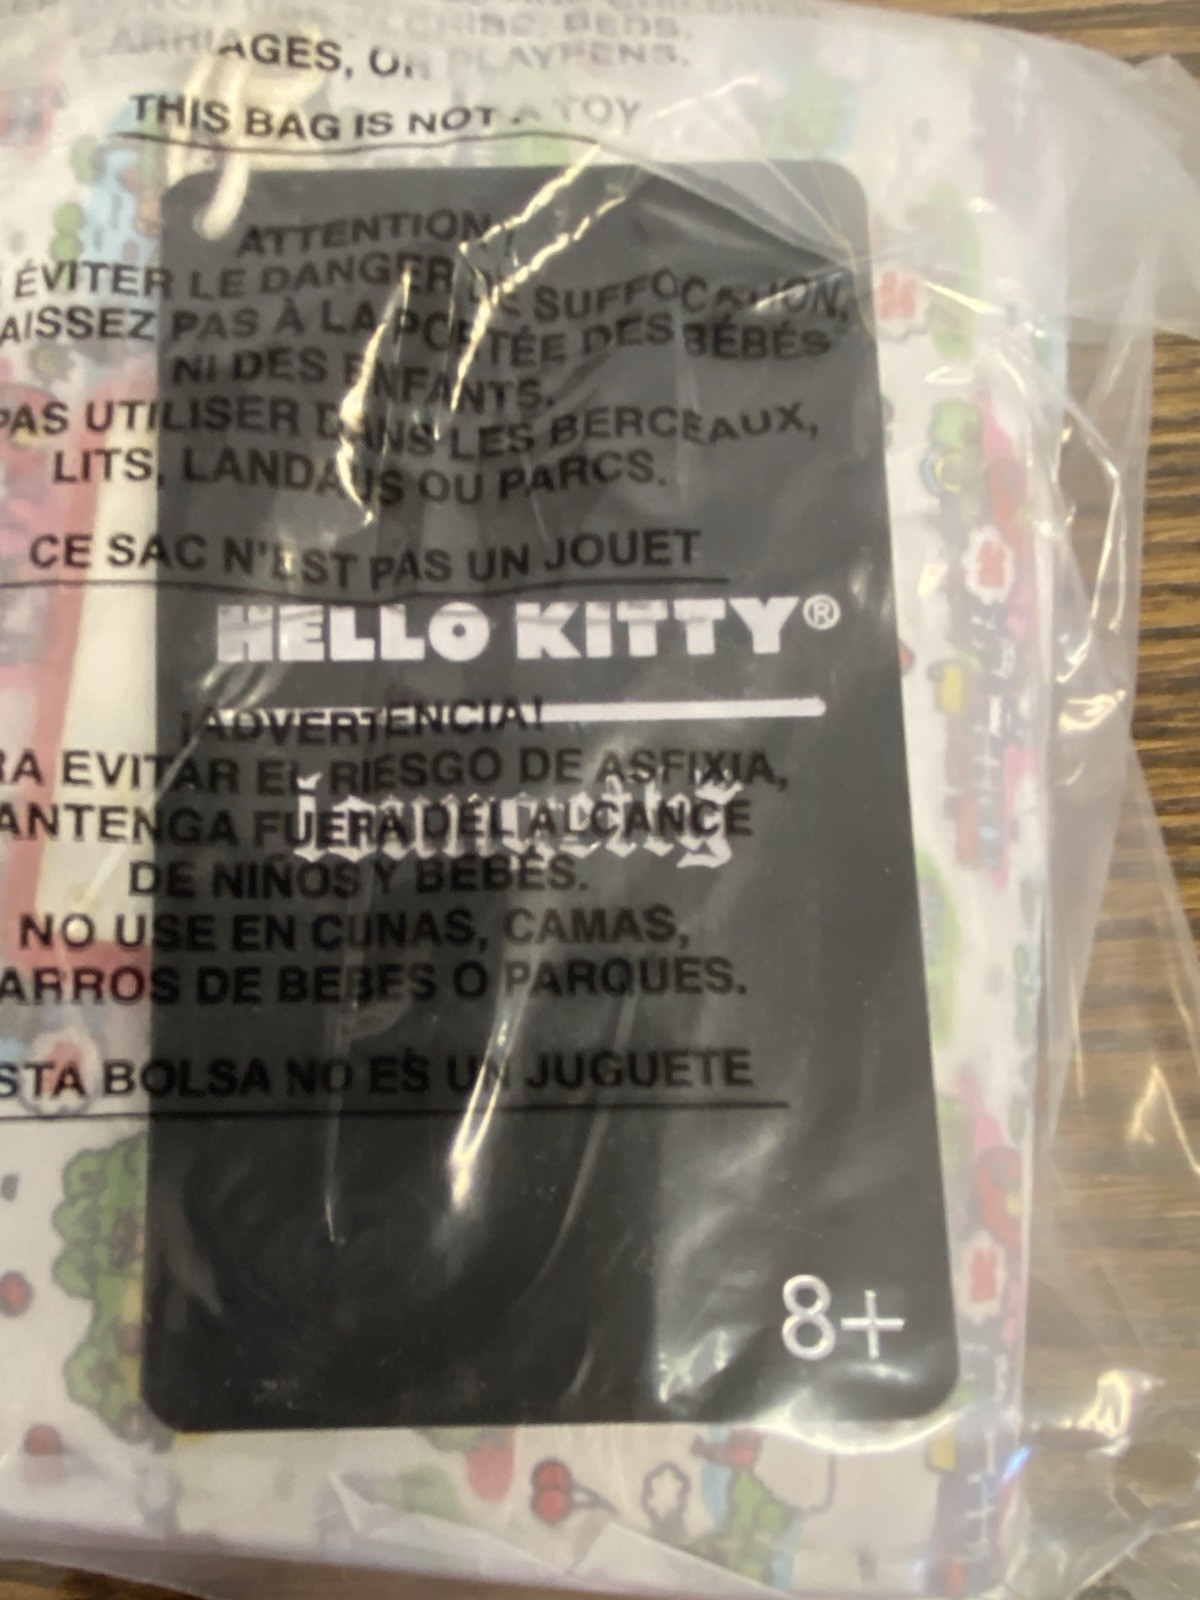 BEDS,
AGES, O
PLAYPENS.
THIS BAG IS NOT A TOY
ATTENTION
ÉVITER LE DANGER DE SUFFOCATION,
AISSEZ PAS À LA PORTÉE DES BÉBÉS
NI DES ENFANTS.
PAS UTILISER DANS LES BERCEAUX,
LITS, LANDAUS OU PARCS.
CE SAC N'EST PAS UN JOUET
HELLO KITTY®
¡ADVERTENCIA!
RA EVITAR EL RIESGO DE ASFIXIA,
ANTENGA FUERA DEL ALCANCE
DE NIÑOS Y BEBÉS.
NO USE EN CUNAS, CAMAS,
ARROS DE BEBES O PARQUES.
STA BOLSA NO ES UN JUGUETE
8+